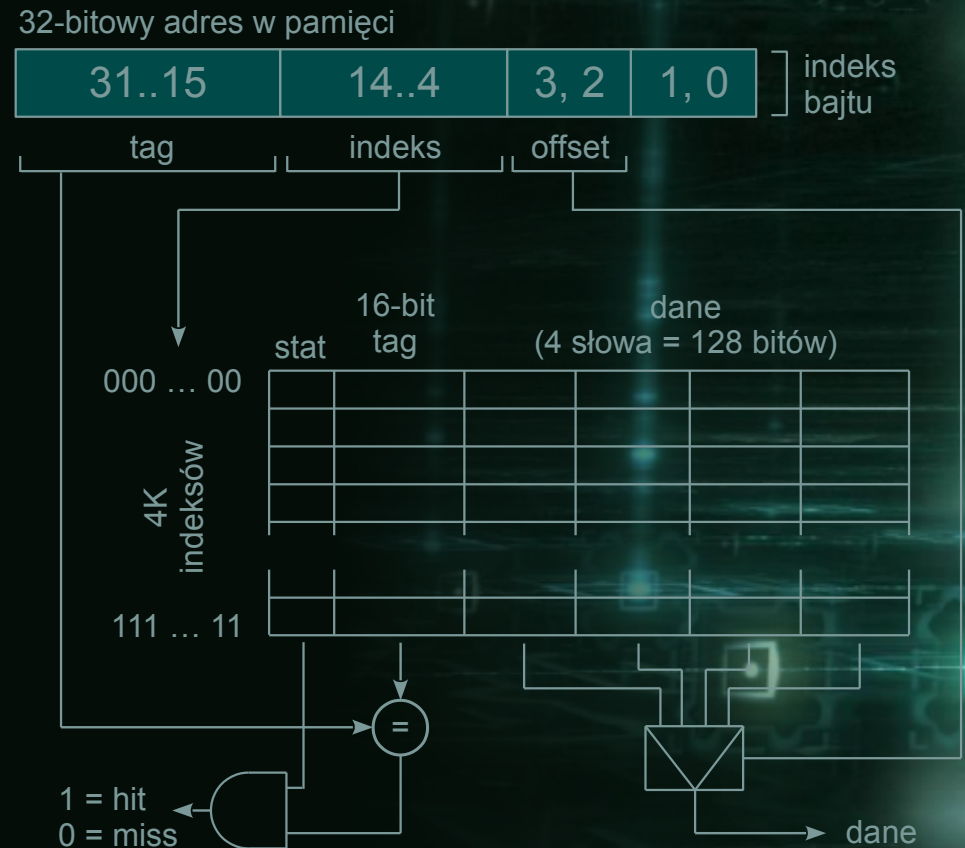 32-bitowy adres w pamięci
31..15 14..4 3, 2 1, 0
indeks
bajtu
tag indeks offset
stat
16-bit
tag
dane
(4 słowa = 128 bitów)
000 … 00
4K
indeksów
111 … 11
=
1 = hit
0 = miss
dane